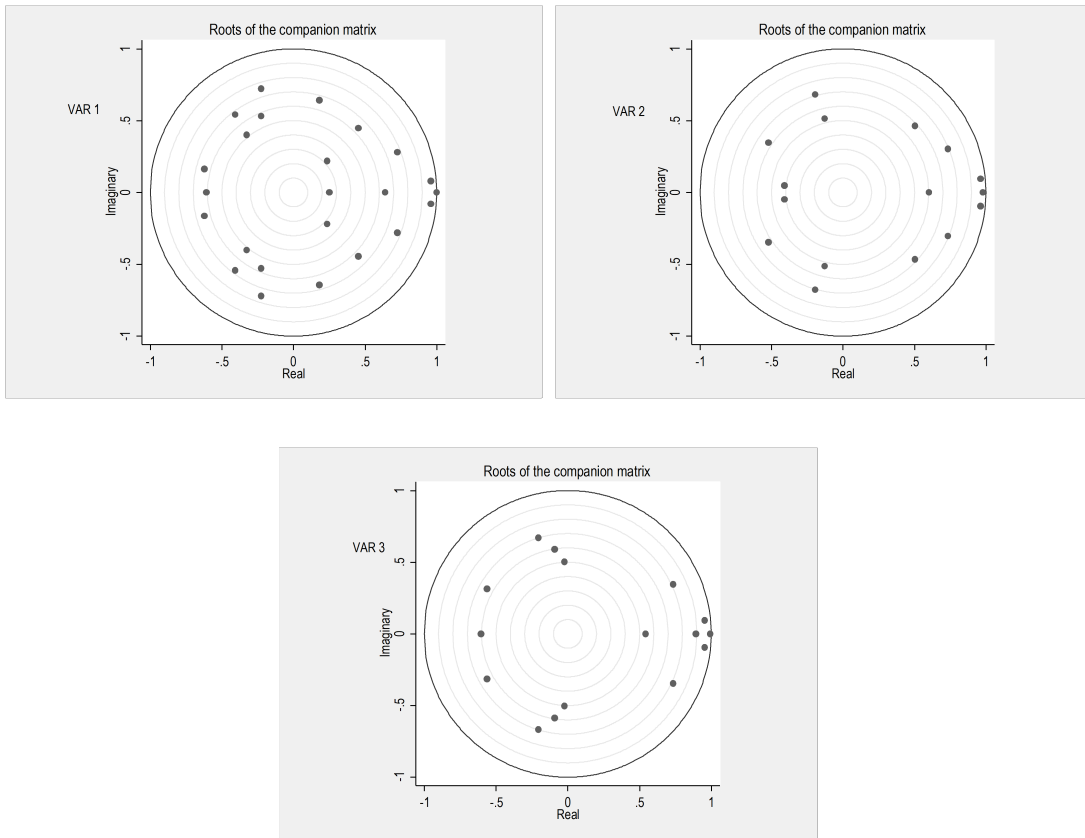 Roots of the companion matrix
VAR 1
Imaginary
1
.5
0
-.5
-1
-1
-.5
0
.5
1
Real
Roots of the companion matrix
VAR 2
Imaginary
1
.5
0
-.5
-1
-1
-.5
0
.5
1
Real
Roots of the companion matrix
VAR 3
Imaginary
1
.5
0
-.5
-1
-1
-.5
0
.5
1
Real